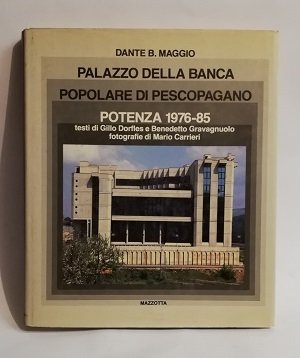 DANTE B. MAGGIO
PALAZZO DELLA BANCA
POPOLARE DI PESCOPAGANO
POTENZA 1976-85
testi di Gillo Dorfles e Benedetto Gravagnuolo
fotografie di Mario Carrieri
MAZZOTTA